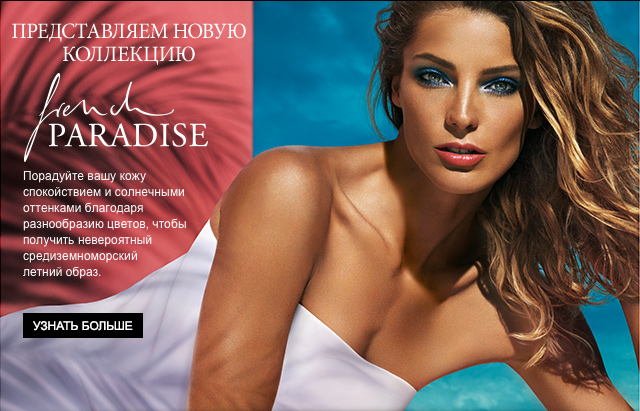 ПРЕДСТАВЛЯЕМ НОВУЮ
КОЛЛЕКЦИЮ
french
PARADISE
Порадуйте вашу кожу
спокойствием и солнечными
оттенками благодаря
разнообразию цветов, чтобы
получить невероятный
средиземноморский
летний образ.
УЗНАТЬ БОЛЬШЕ